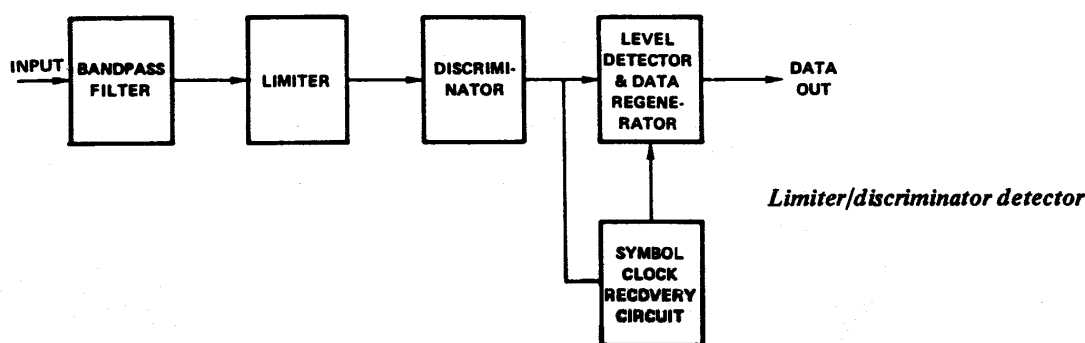 INPUT
BANDPASS
FILTER
LIMITER
DISCRIMI-
NATOR
LEVEL
DETECTOR
& DATA
REGENE-
RATOR
DATA
OUT
SYMBOL
CLOCK
RECOVERY
CIRCUIT
Limiter/discriminator detector